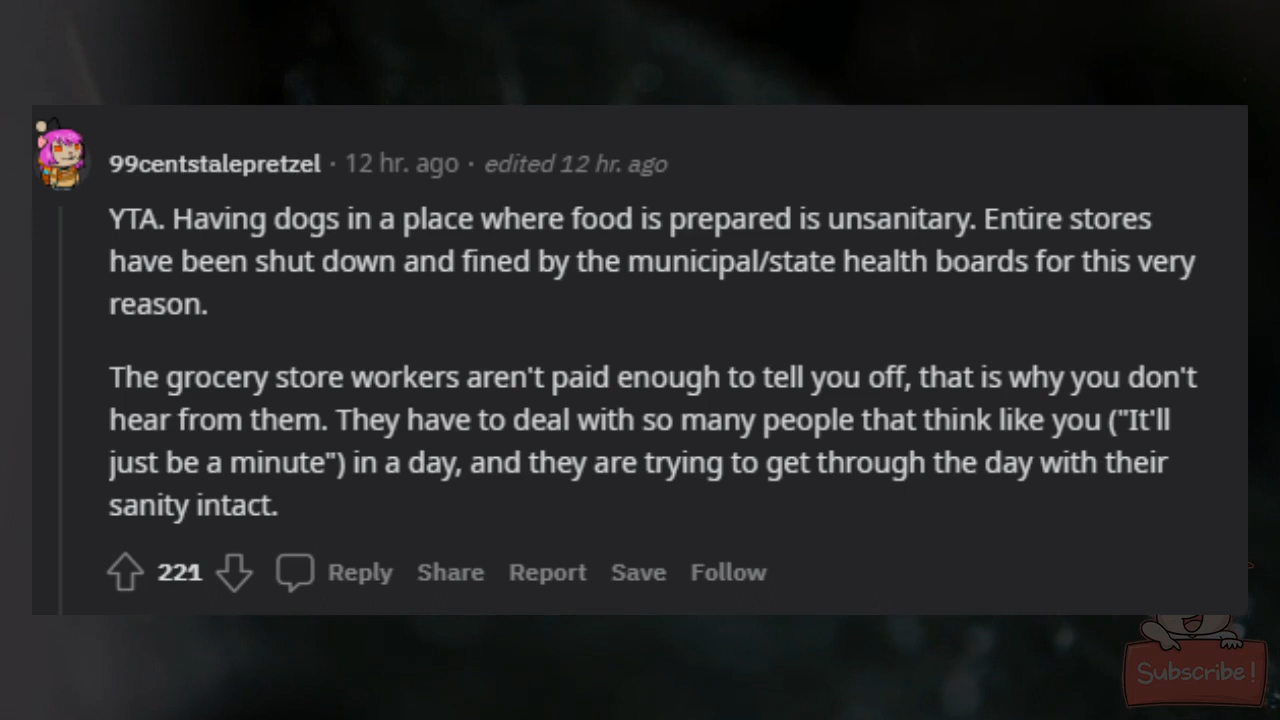 99centstalepretzel · 12 hr. ago · edited 12 hr. ago
YTA. Having dogs in a place where food is prepared is unsanitary. Entire stores
have been shut down and fined by the municipal/state health boards for this very
reason.
The grocery store workers aren't paid enough to tell you off, that is why you don't
hear from them. They have to deal with so many people that think like you ("It'll
just be a minute") in a day, and they are trying to get through the day with their
sanity intact.
221 Reply Share Report Save Follow
Subscribe!